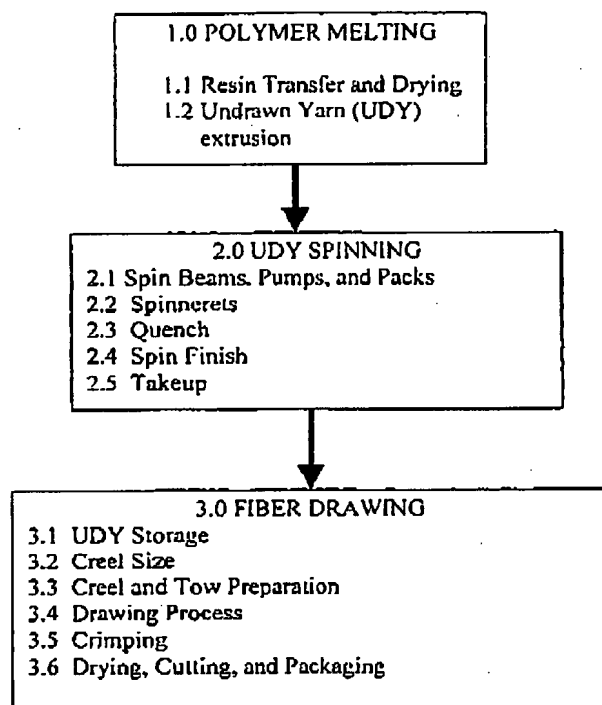 1.0 POLYMER MELTING
1.1 Resin Transfer and Drying
1.2 Undrawn Yarn (UDY)
extrusion
2.0 UDY SPINNING
2.1 Spin Beams, Pumps, and Packs
2.2 Spinnerets
2.3 Quench
2.4 Spin Finish
2.5 Takeup
3.0 FIBER DRAWING
3.1 UDY Storage
3.2 Creel Size
3.3 Creel and Tow Preparation
3.4 Drawing Process
3.5 Crimping
3.6 Drying, Cutting, and Packaging